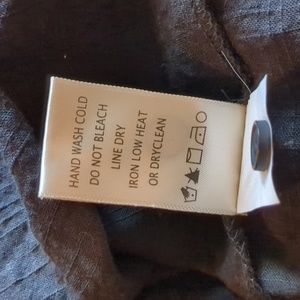 HAND WASH COLD
DO NOT BLEACH
LINE DRY
IRON LOW HEAT
OR DRYCLEAN